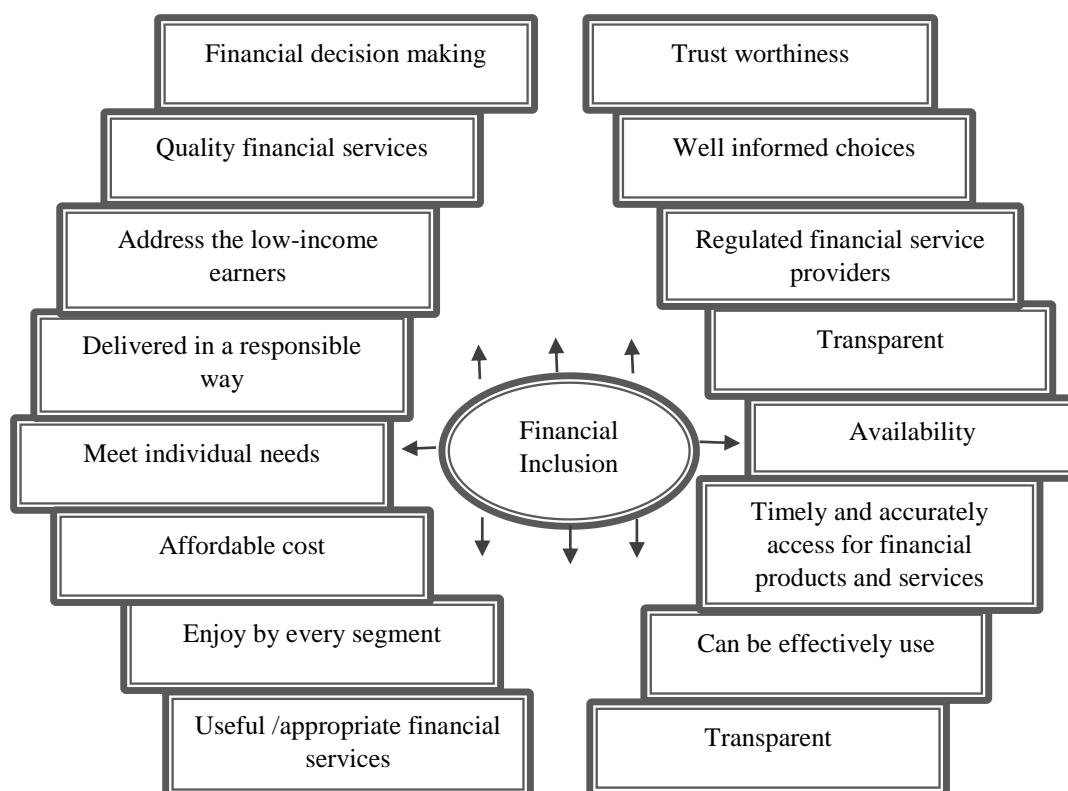 Financial decision making
Quality financial services
Address the low-income
earners
Delivered in a responsible
way
Meet individual needs
Affordable cost
Enjoy by every segment
Useful /appropriate financial
services
Financial
Inclusion
Trust worthiness
Well informed choices
Regulated financial service
providers
Transparent
Availability
Timely and accurately
access for financial
products and services
Can be effectively use
Transparent